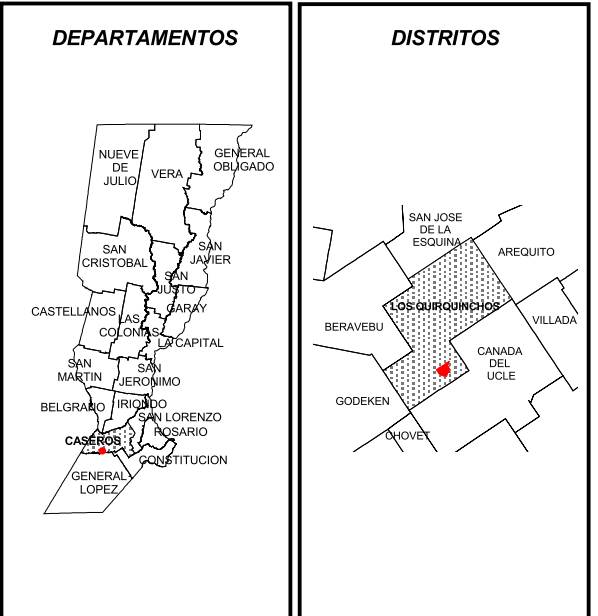 DEPARTAMENTOS
NUEVE
DE
JULIO
VERA
GENERAL
OBLIGADO
SAN
CRISTOBAL
SAN
JAVIER
SAN
JUSTO
CASTELLANOS
LAS
COLONIAS
GARAY
LA CAPITAL
SAN
MARTIN
SAN
JERONIMO
BELGRANO
IRIONDO
SAN LORENZO
ROSARIO
CASEROS
CONSTITUCION
GENERAL
LOPEZ
DISTRITOS
SAN JOSE
DE LA
ESQUINA
AREQUITO
LOS QUIRQUINCHOS
BERAVEBU
VILLADA
CANADA
DEL
UCLE
GODEKEN
CHOVET